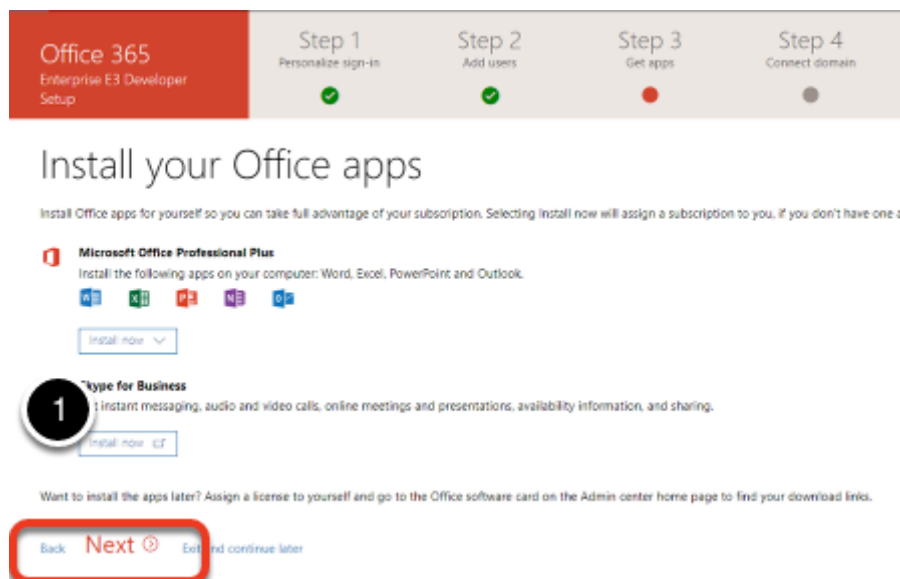 Office 365
Enterprise E3 Developer
Setup
Step 1
Personalize sign-in
Step 2
Add users
Step 3
Get apps
Step 4
Connect domain
Install your Office apps
Install Office apps for yourself so you can take full advantage of your subscription. Selecting Install now will assign a subscription to you, if you don't have one a
Microsoft Office Professional Plus
Install the following apps on your computer: Word, Excel, PowerPoint and Outlook.
Install now
Skype for Business
1
instant messaging, audio and video calls, online meetings and presentations, availability information, and sharing.
Install now
Want to install the apps later? Assign a license to yourself and go to the Office software card on the Admin center home page to find your download links.
Back Next Exit and continue later